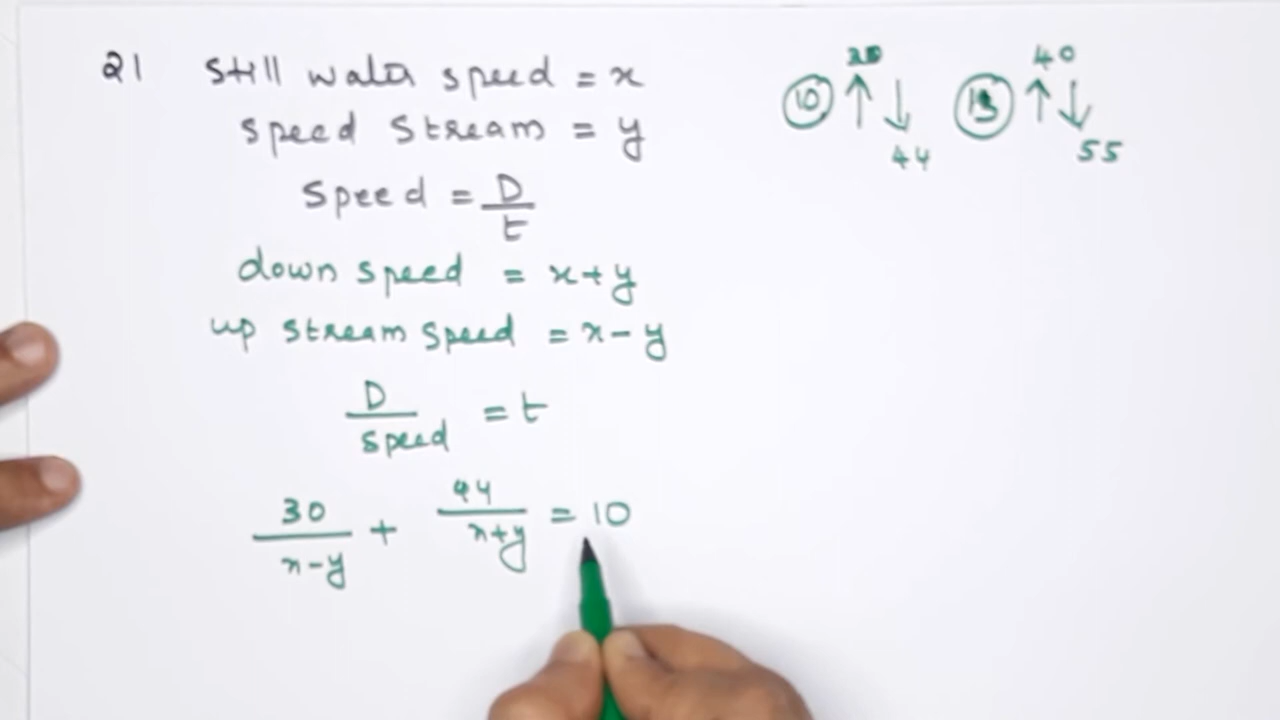 21 Still water speed = x
speed stream = y
Speed = D/t
down speed = x+y
up stream speed = x-y
D/speed = t
30/x-y + 44/x+y = 10
10 ↑ ↓ 44
13 ↑ 40 ↓ 55